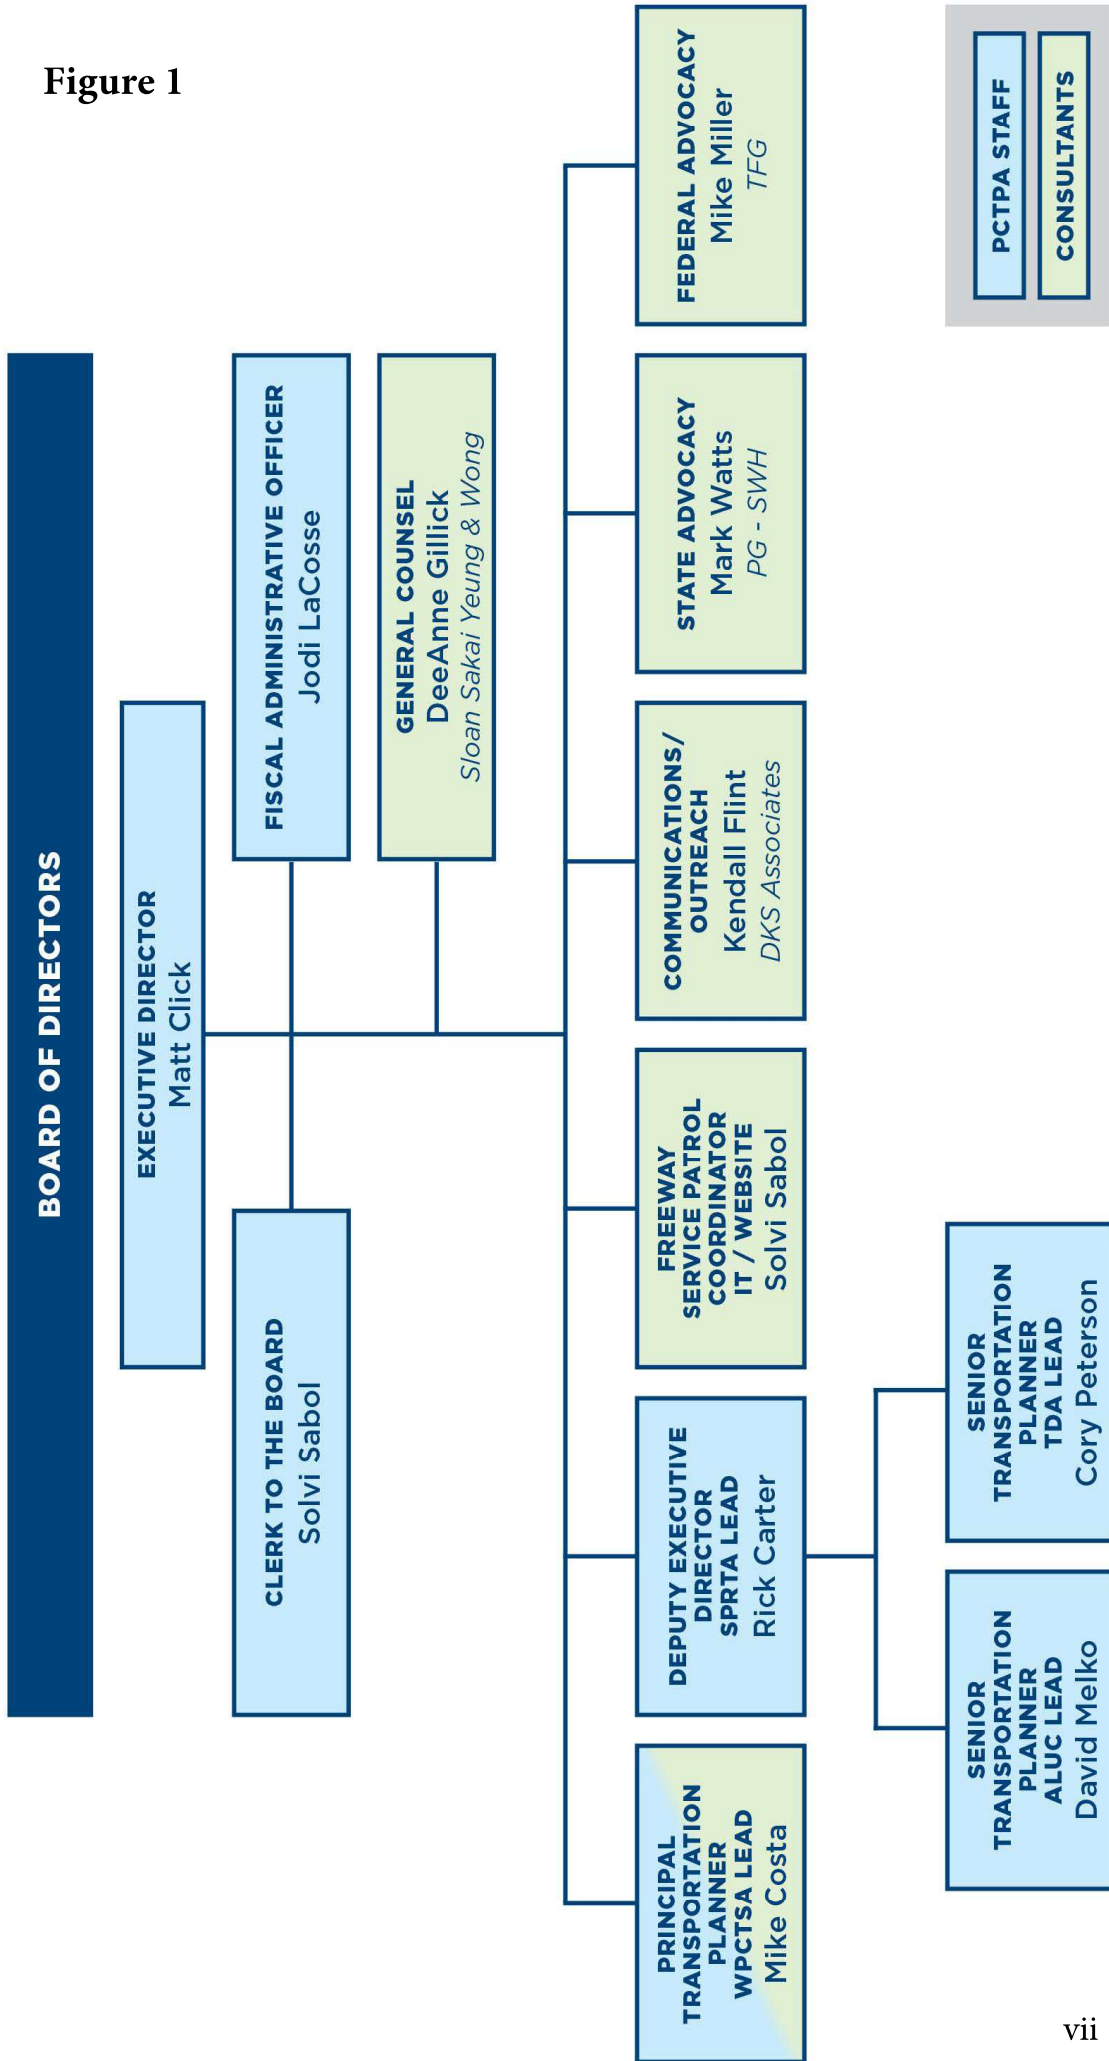 Figure 1
BOARD OF DIRECTORS
EXECUTIVE DIRECTOR
Matt Click
CLERK TO THE BOARD
Solvi Sabol
FISCAL ADMINISTRATIVE OFFICER
Jodi LaCosse
GENERAL COUNSEL
DeeAnne Gillick
Sloan Sakai Yeung & Wong
PRINCIPAL
TRANSPORTATION
PLANNER
WPCTSA LEAD
Mike Costa
DEPUTY EXECUTIVE
DIRECTOR
SPRTA LEAD
Rick Carter
FREEWAY
SERVICE PATROL
COORDINATOR
IT / WEBSITE
Solvi Sabol
COMMUNICATIONS/
OUTREACH
Kendall Flint
DKS Associates
STATE ADVOCACY
Mark Watts
PG - SWH
FEDERAL ADVOCACY
Mike Miller
TFG
SENIOR
TRANSPORTATION
PLANNER
ALUC LEAD
David Melko
SENIOR
TRANSPORTATION
PLANNER
TDA LEAD
Cory Peterson
PCTPA STAFF
CONSULTANTS
vii